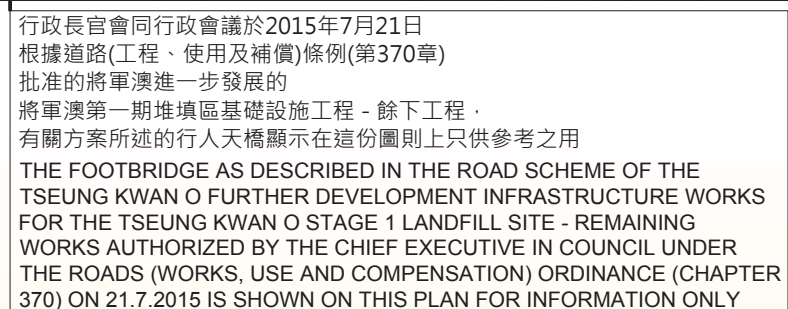 行政長官會同行政會議於2015年7月21日
根據道路(工程、使用及補償)條例(第370章)
批准的將軍澳進一步發展的
將軍澳第一期堆填區基礎設施工程 - 餘下工程，
有關方案所述的行人天橋顯示在這份圖則上只供參考之用
THE FOOTBRIDGE AS DESCRIBED IN THE ROAD SCHEME OF THE
TSEUNG KWAN O FURTHER DEVELOPMENT INFRASTRUCTURE WORKS
FOR THE TSEUNG KWAN O STAGE 1 LANDFILL SITE - REMAINING
WORKS AUTHORIZED BY THE CHIEF EXECUTIVE IN COUNCIL UNDER
THE ROADS (WORKS, USE AND COMPENSATION) ORDINANCE (CHAPTER
370) ON 21.7.2015 IS SHOWN ON THIS PLAN FOR INFORMATION ONLY